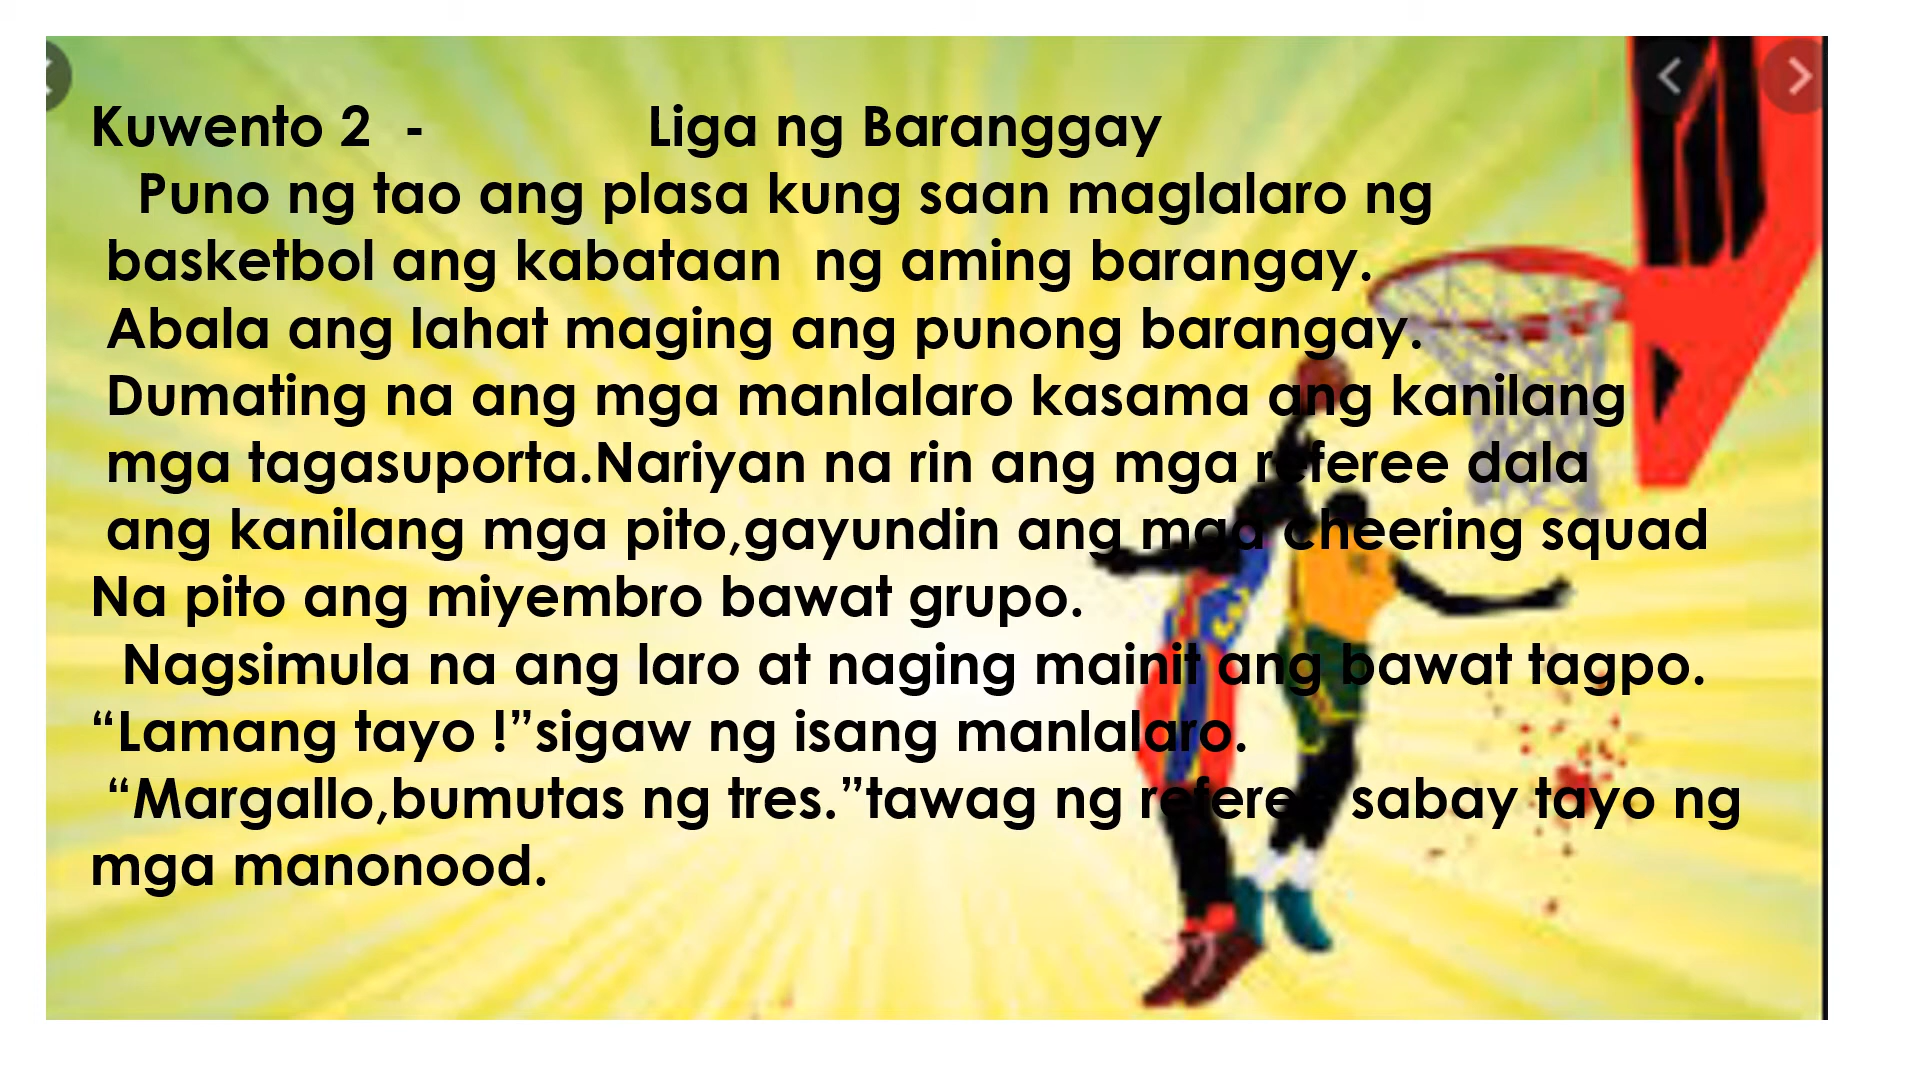 Kuwento 2 - Liga ng Baranggay
Puno ng tao ang plasa kung saan maglalaro ng
basketbol ang kabataan ng aming barangay.
Abala ang lahat maging ang punong barangay.
Dumating na ang mga manlalaro kasama ang kanilang
mga tagasuporta.Nariyan na rin ang mga referee dala
ang kanilang mga pito,gayundin ang mga cheering squad
Na pito ang miyembro bawat grupo.
Nagsimula na ang laro at naging mainit ang bawat tagpo.
“Lamang tayo !”sigaw ng isang manlalaro.
“Margallo,bumutas ng tres.”tawag ng referee sabay tayo ng
mga manonood.